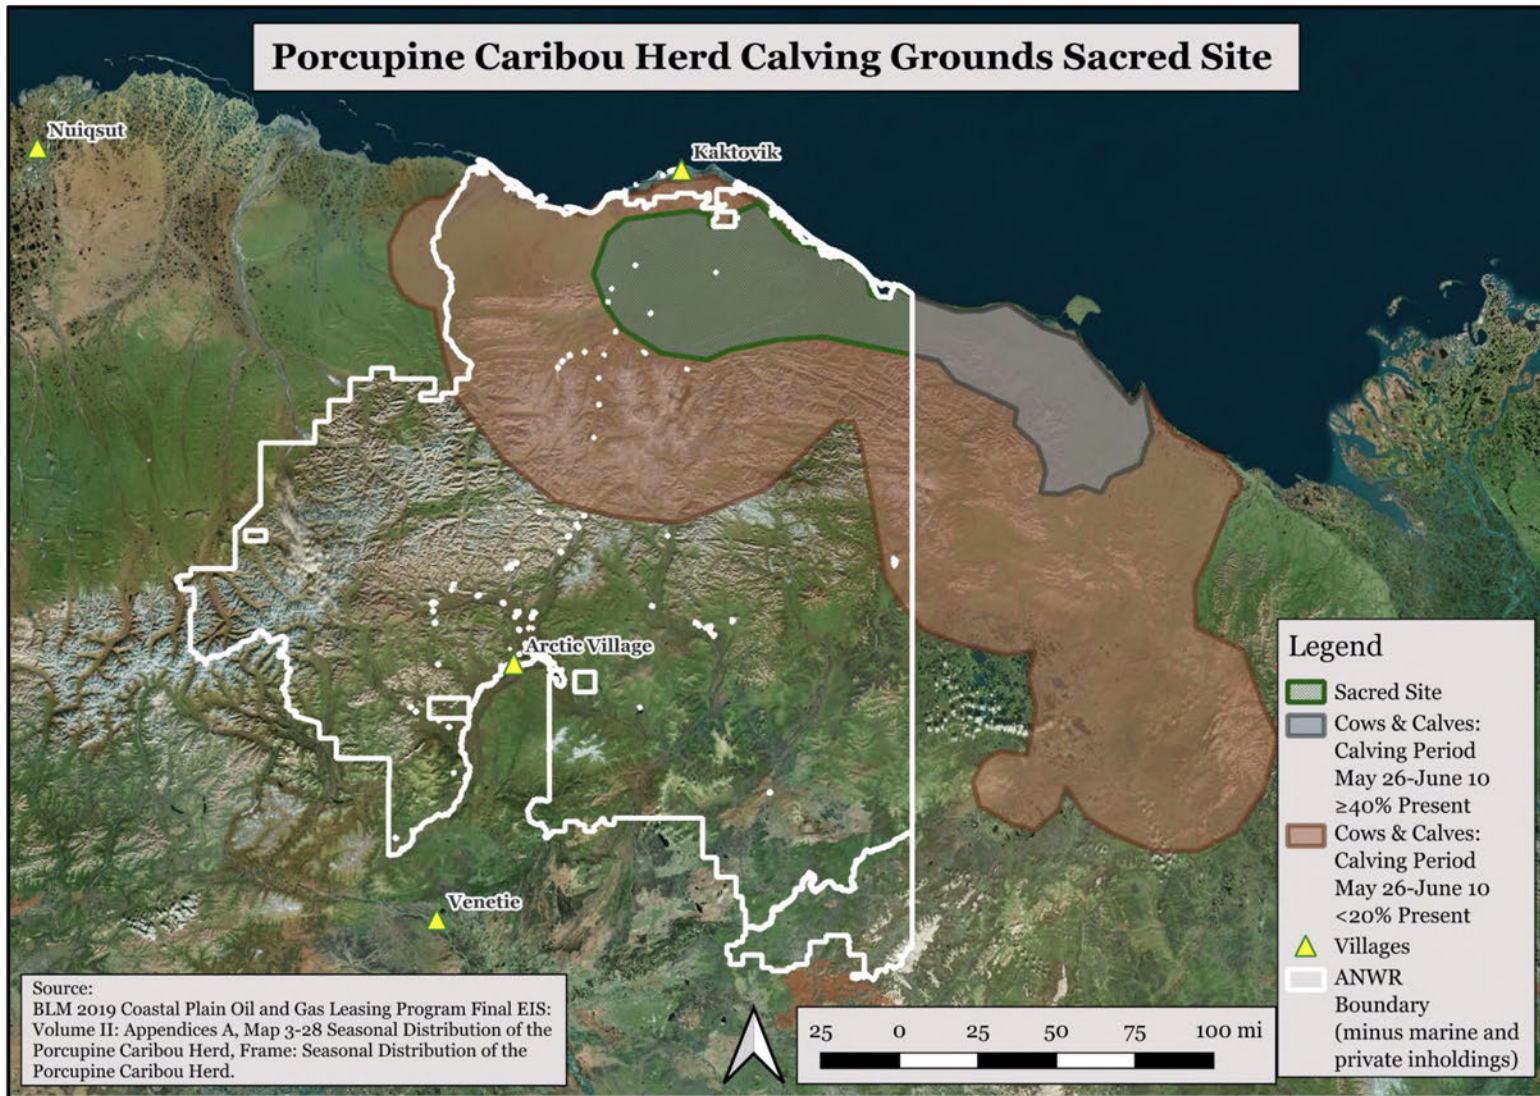 Porcupine Caribou Herd Calving Grounds Sacred Site
Nuiqsut
Kaktovik
Arctic Village
Venetie
Legend
Sacred Site
Cows & Calves:
Calving Period
May 26-June 10
≥40% Present
Cows & Calves:
Calving Period
May 26-June 10
<20% Present
Villages
ANWR
Boundary
(minus marine and
private inholdings)
Source:
BLM 2019 Coastal Plain Oil and Gas Leasing Program Final EIS:
Volume II: Appendices A, Map 3-28 Seasonal Distribution of the
Porcupine Caribou Herd, Frame: Seasonal Distribution of the
Porcupine Caribou Herd.
25 0 25 50 75 100 mi